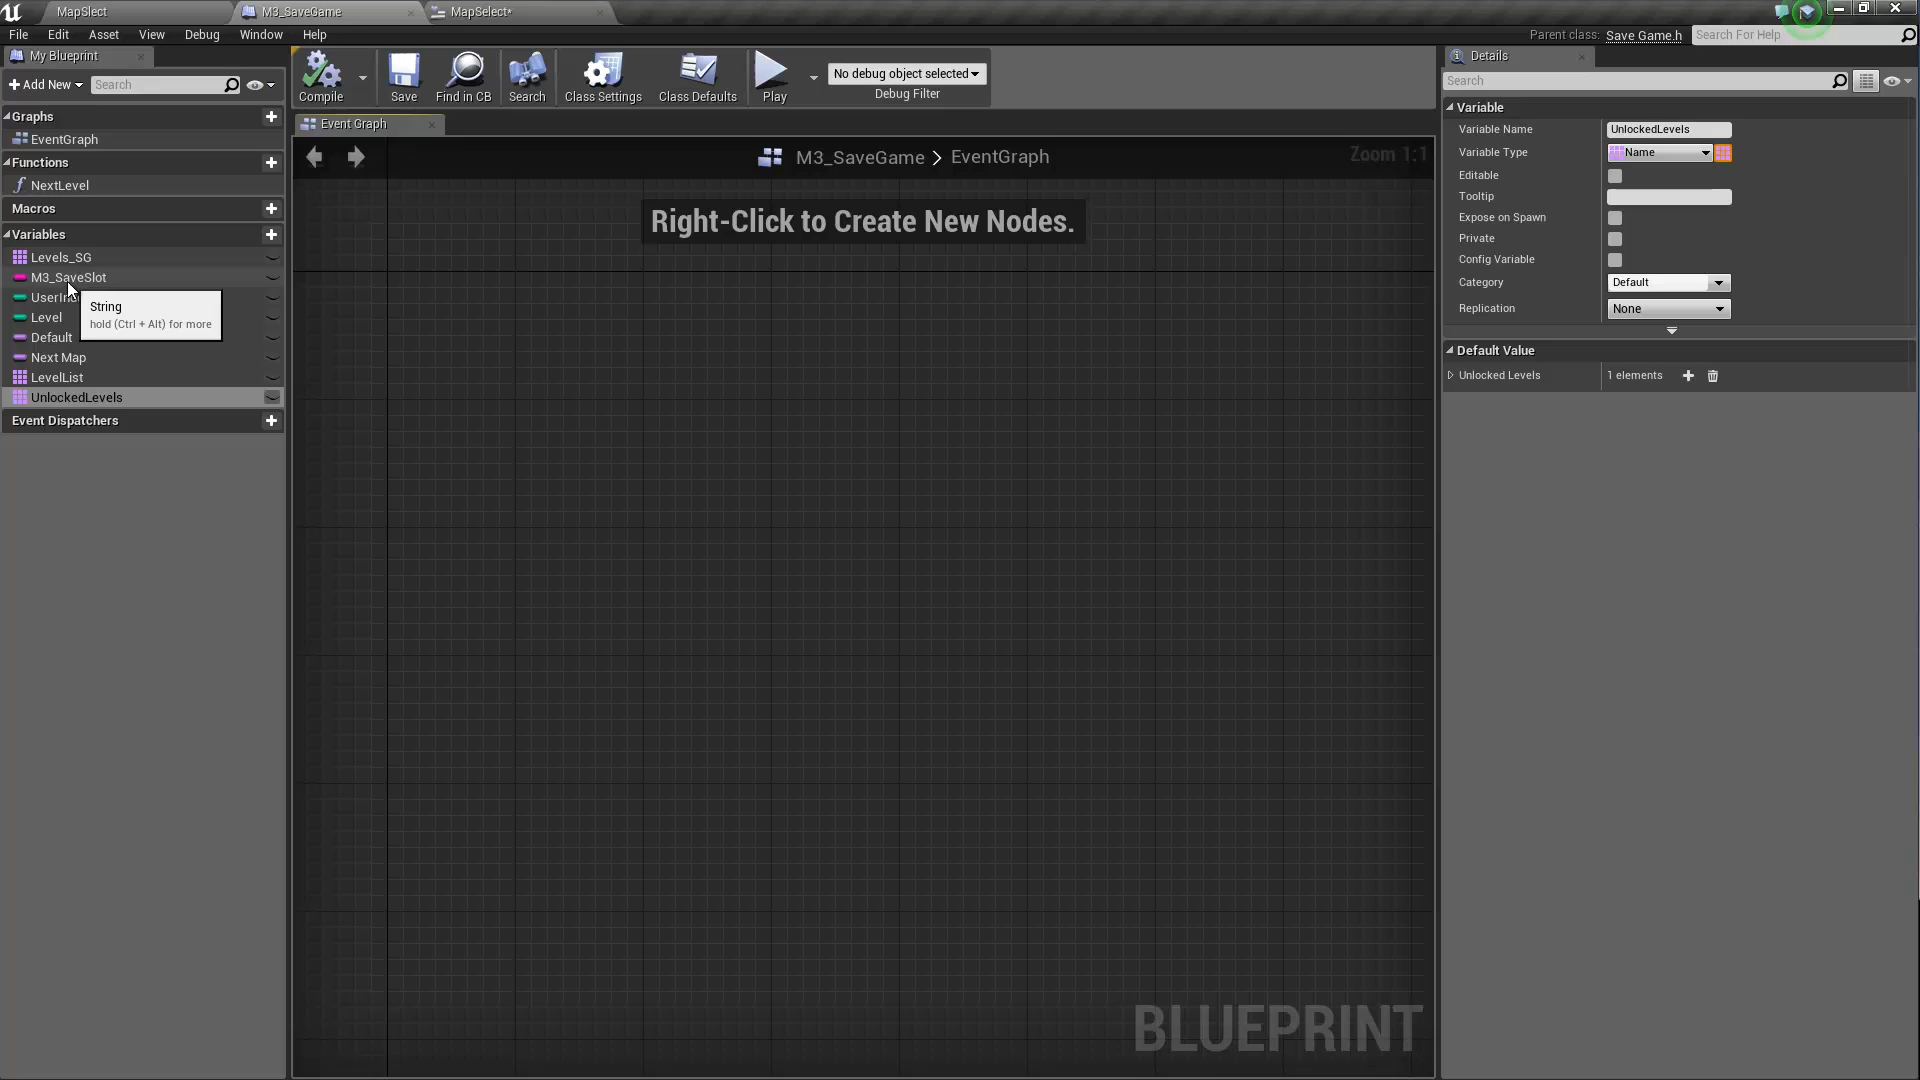 MapSlect
M3_SaveGame
MapSelect*
File Edit Asset View Debug Window Help
Parent class: Save Game.h
Search For Help
My Blueprint
Add New
Search
Graphs
EventGraph
Functions
NextLevel
Macros
Variables
Levels_SG
M3_SaveSlot
Level
Default
Next Map
LevelList
UnlockedLevels
Event Dispatchers
String
hold (Ctrl + Alt) for more
Compile
Save
Find in CB
Search
Class Settings
Class Defaults
Play
No debug object selected
Debug Filter
Event Graph
M3_SaveGame > EventGraph
Zoom 1:1
Right-Click to Create New Nodes.
BLUEPRINT
Details
Search
Variable
Variable Name UnlockedLevels
Variable Type Name
Editable
Tooltip
Expose on Spawn
Private
Config Variable
Category Default
Replication None
Default Value
Unlocked Levels 1 elements